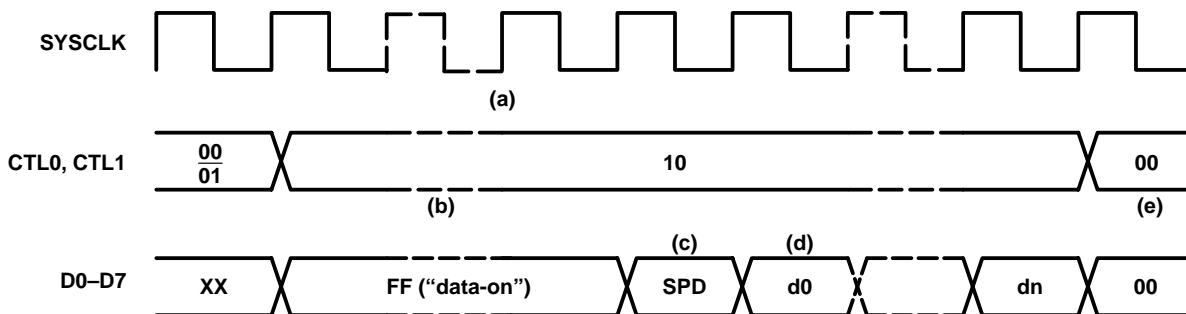 SYSCLK
(a)
CTL0, CTL1
00
01
10
00
(b)
(e)
(c)
(d)
D0–D7
XX
FF (“data-on”)
SPD
d0
dn
00